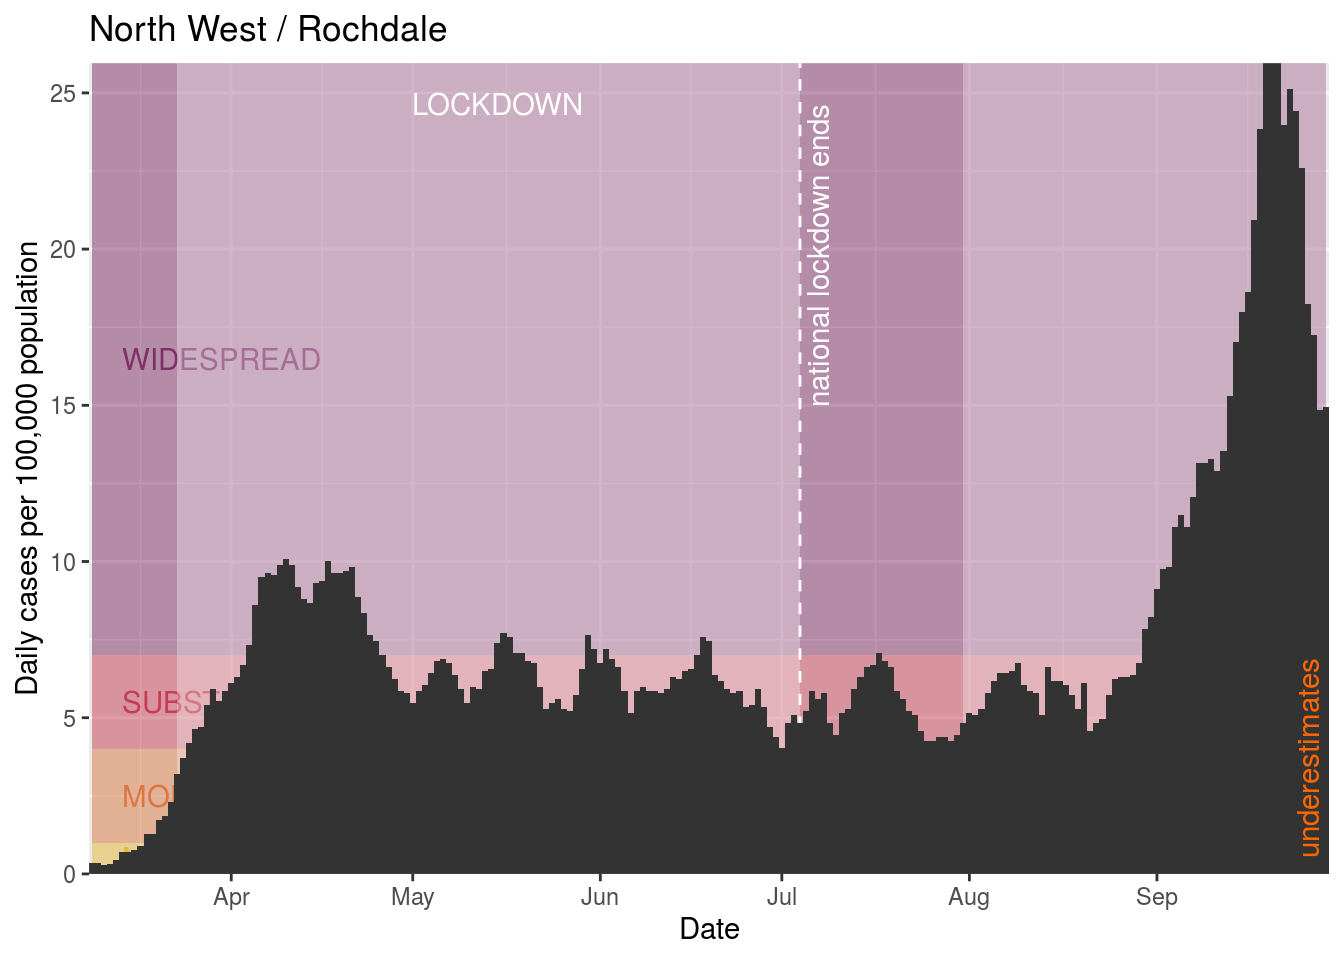 North West / Rochdale
Daily cases per 100,000 population
25
20
15
10
5
0
LOCKDOWN
national lockdown ends
WIDESPREAD
SUBST
MO
underestimates
Apr
May
Jun
Jul
Aug
Sep
Date